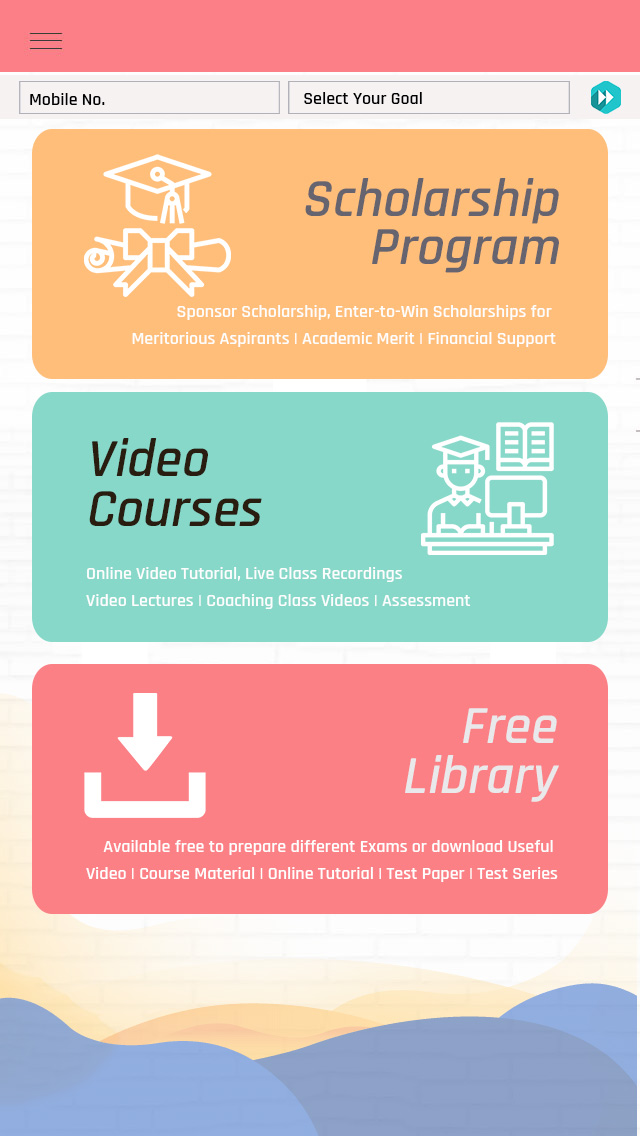 Mobile No.
Select Your Goal
Scholarship
Program
Sponsor Scholarship, Enter-to-Win Scholarships for
Meritorious Aspirants | Academic Merit | Financial Support
Video
Courses
Online Video Tutorial, Live Class Recordings
Video Lectures | Coaching Class Videos | Assessment
Free
Library
Available free to prepare different Exams or download Useful
Video | Course Material | Online Tutorial | Test Paper | Test Series